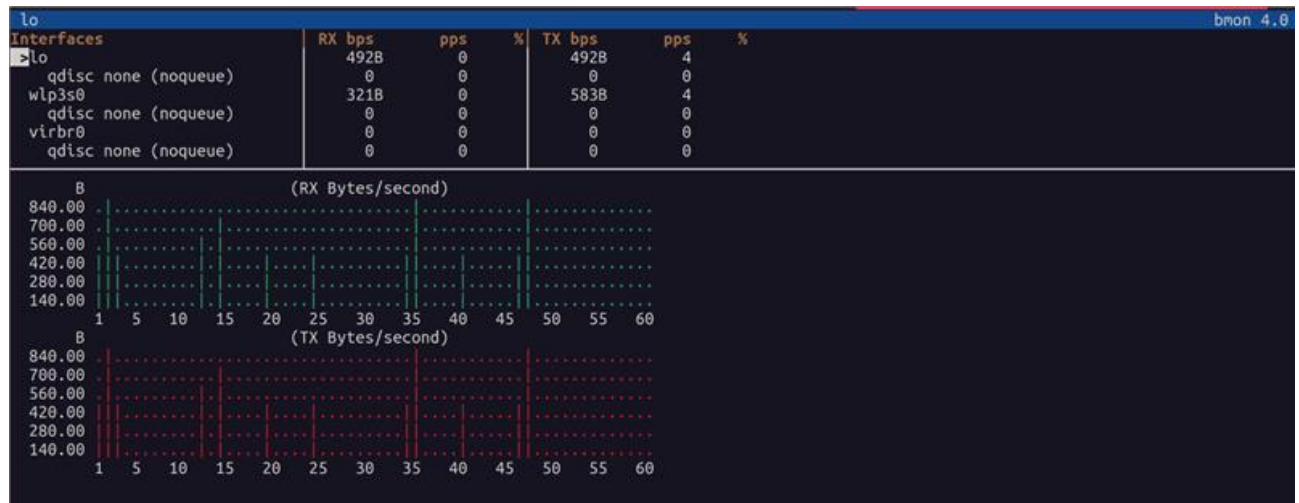 lo bmon 4.0
Interfaces RX bps pps % TX bps pps %
>lo 492B 0 492B 4
qdisc none (noqueue) 0 0 0 0
wlp3s0 321B 0 583B 4
qdisc none (noqueue) 0 0 0 0
virbr0 0 0 0 0
qdisc none (noqueue) 0 0 0 0
B (RX Bytes/second)
840.00
700.00
560.00
420.00
280.00
140.00
1 5 10 15 20 25 30 35 40 45 50 55 60
B (TX Bytes/second)
840.00
700.00
560.00
420.00
280.00
140.00
1 5 10 15 20 25 30 35 40 45 50 55 60